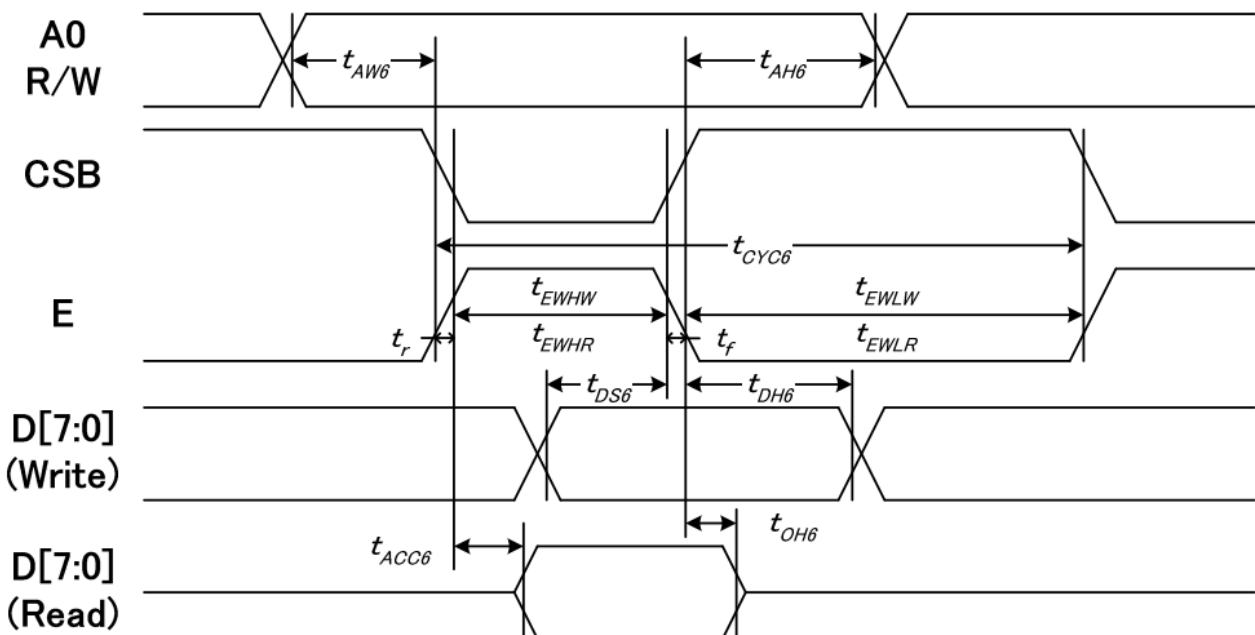 A0
R/W
tAW6
tAH6
CSB
tCYC6
E
tEWHW
tEWLW
tr
tEWHR
tf
tEWLR
tDS6
tDH6
D[7:0]
(Write)
tOH6
tACC6
D[7:0]
(Read)